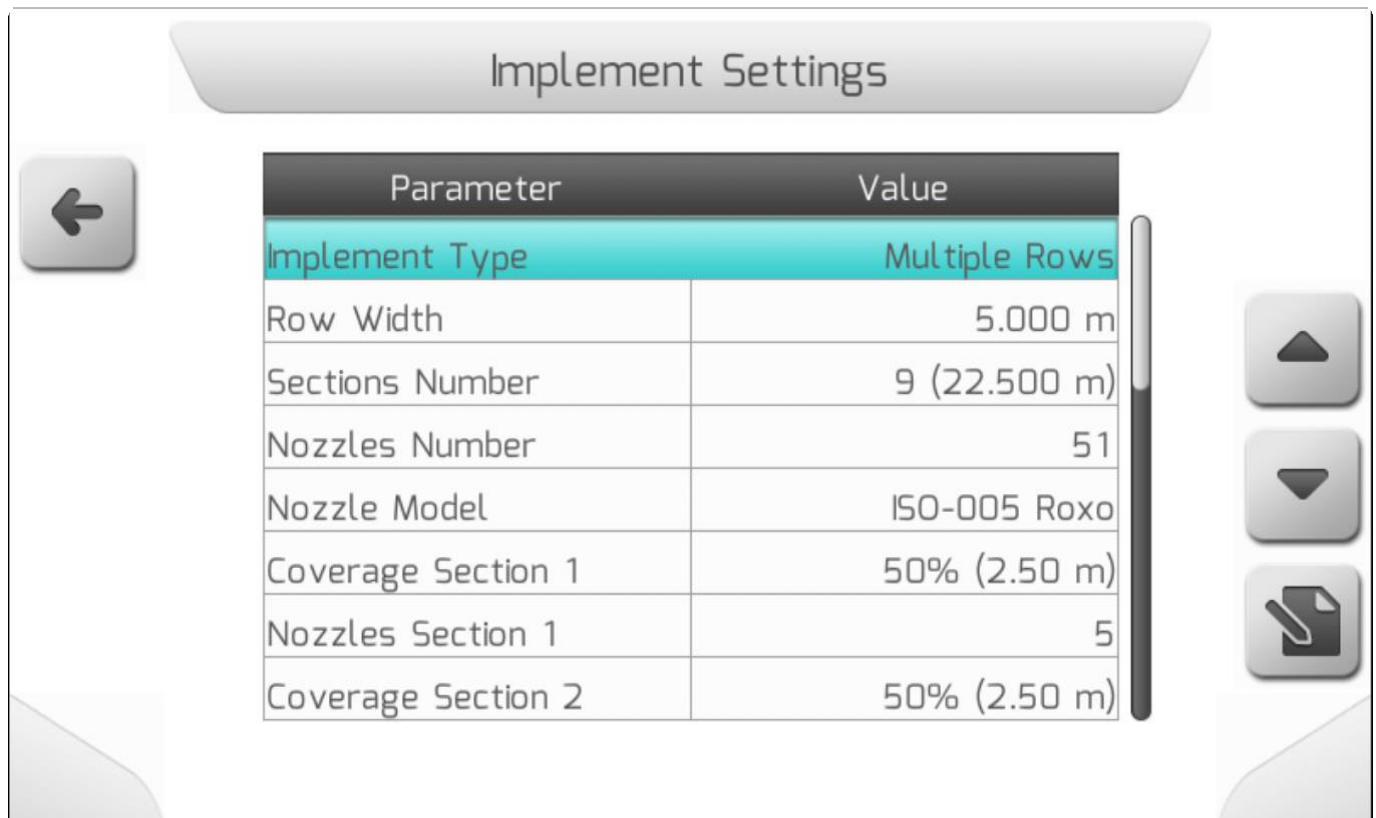 Implement Settings
Parameter Value
Implement Type Multiple Rows
Row Width 5.000 m
Sections Number 9 (22.500 m)
Nozzles Number 51
Nozzle Model ISO-005 Roxo
Coverage Section 1 50% (2.50 m)
Nozzles Section 1 5
Coverage Section 2 50% (2.50 m)